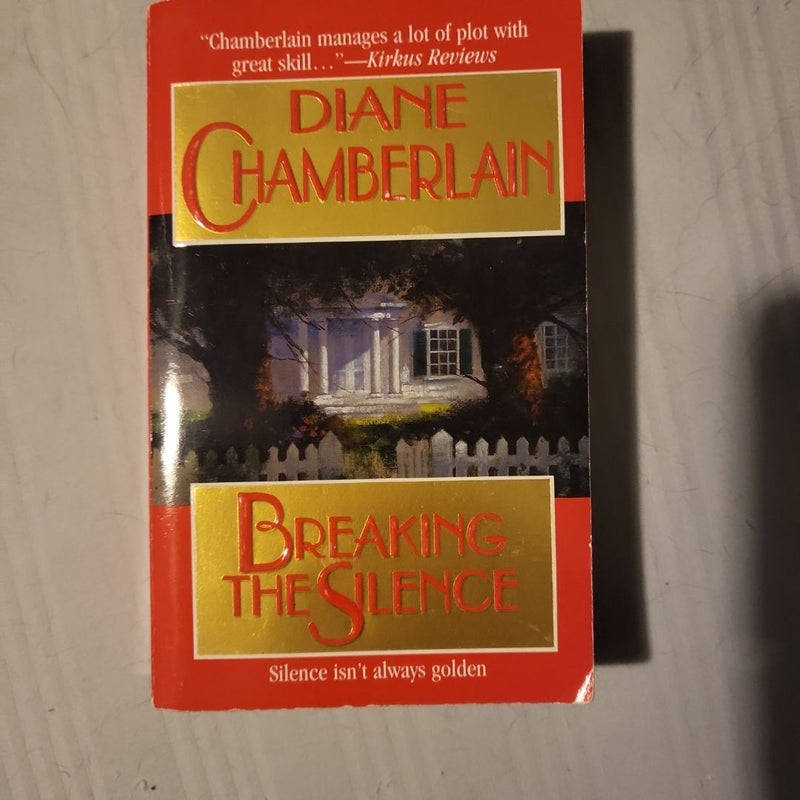 “Chamberlain manages a lot of plot with
great skill…”—Kirkus Reviews
DIANE
CHAMBERLAIN
BREAKING
THE SILENCE
Silence isn’t always golden